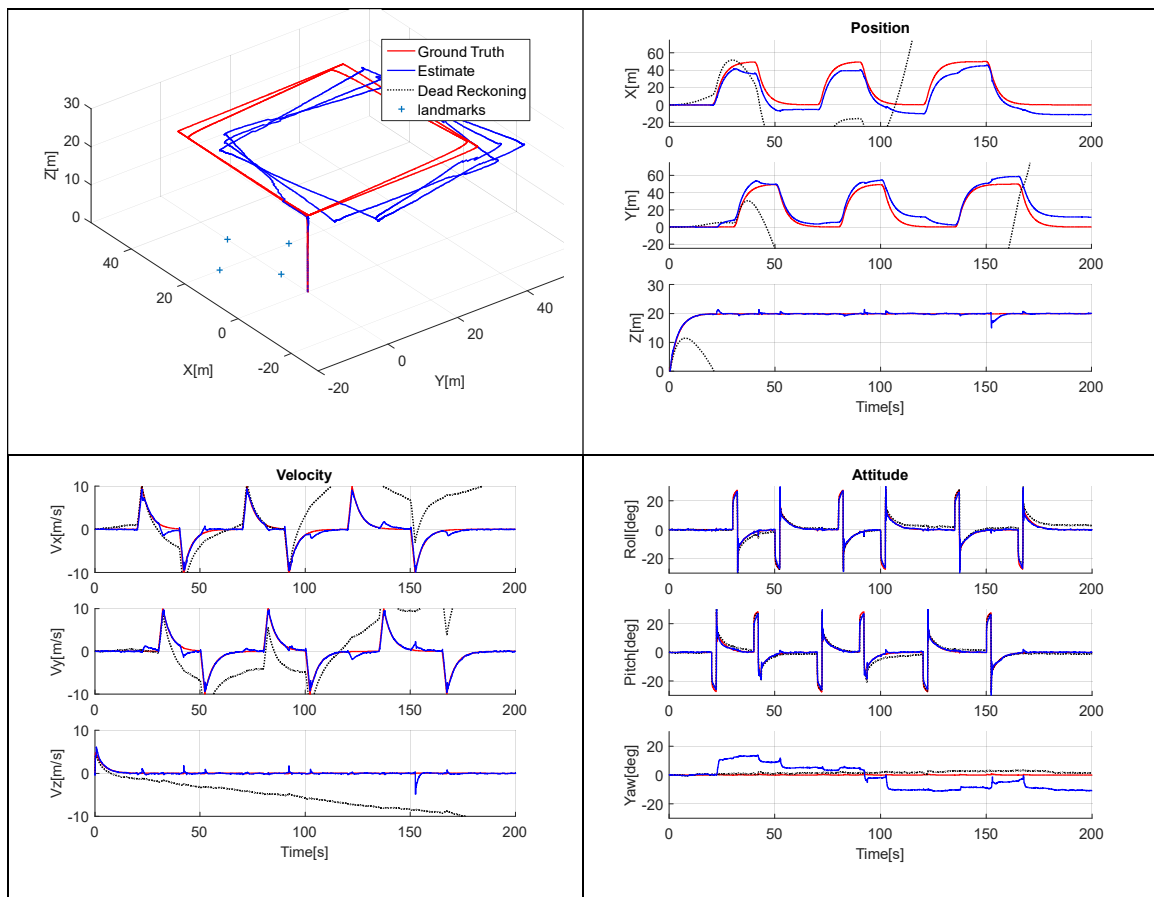 Ground Truth
Estimate
Dead Reckoning
landmarks
30
20
10
0
Z[m]
40
20
0
-20
X[m]
-20
0
20
40
Y[m]
Position
60
40
20
0
-20
X[m]
0 50 100 150 200
60
40
20
0
-20
Y[m]
0 50 100 150 200
30
20
10
0
Z[m]
0 50 100 150 200
Time[s]
Velocity
10
0
-10
Vx[m/s]
0 50 100 150 200
10
0
-10
Vy[m/s]
0 50 100 150 200
10
0
-10
Vz[m/s]
0 50 100 150 200
Time[s]
Attitude
20
0
-20
Roll[deg]
0 50 100 150 200
20
0
-20
Pitch[deg]
0 50 100 150 200
20
0
-20
Yaw[deg]
0 50 100 150 200
Time[s]